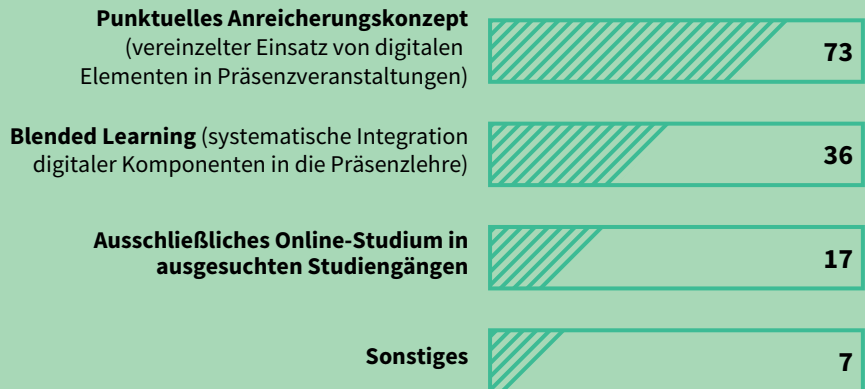 Punktuelles Anreicherungskonzept
(vereinzelter Einsatz von digitalen
Elementen in Präsenzveranstaltungen)
73
Blended Learning (systematische Integration
digitaler Komponenten in die Präsenzlehre)
36
Ausschließliches Online-Studium in
ausgesuchten Studiengängen
17
Sonstiges
7